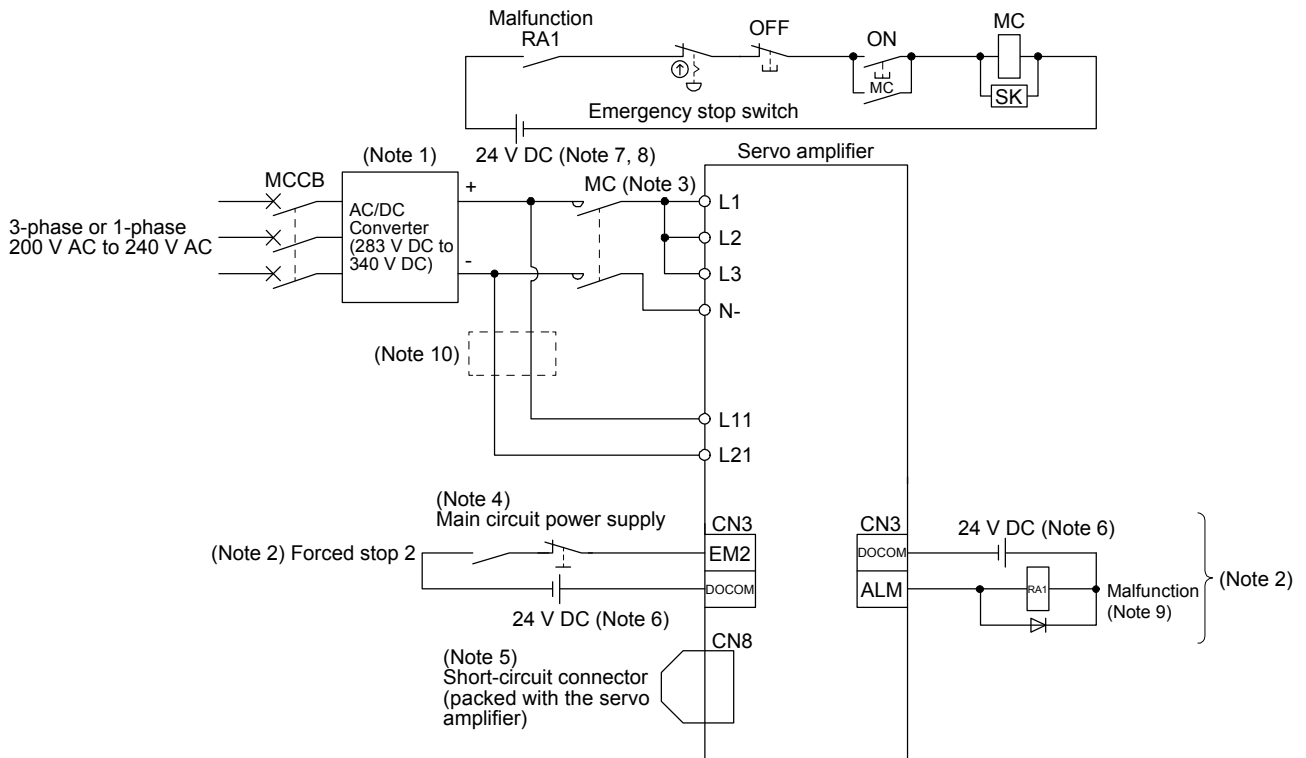 Malfunction
RA1
OFF
ON
MC
MC
SK
Emergency stop switch
24 V DC (Note 7, 8)
Servo amplifier
(Note 1)
MCCB
+
MC (Note 3)
L1
3-phase or 1-phase
200 V AC to 240 V AC
AC/DC
Converter
(283 V DC to
340 V DC)
L2
-
L3
N-
(Note 10)
L11
L21
(Note 4)
Main circuit power supply
CN3
CN3
24 V DC (Note 6)
(Note 2) Forced stop 2
EM2
DOCOM
DOCOM
ALM
RA1
Malfunction
(Note 9)
(Note 2)
24 V DC (Note 6)
CN8
(Note 5)
Short-circuit connector
(packed with the servo
amplifier)